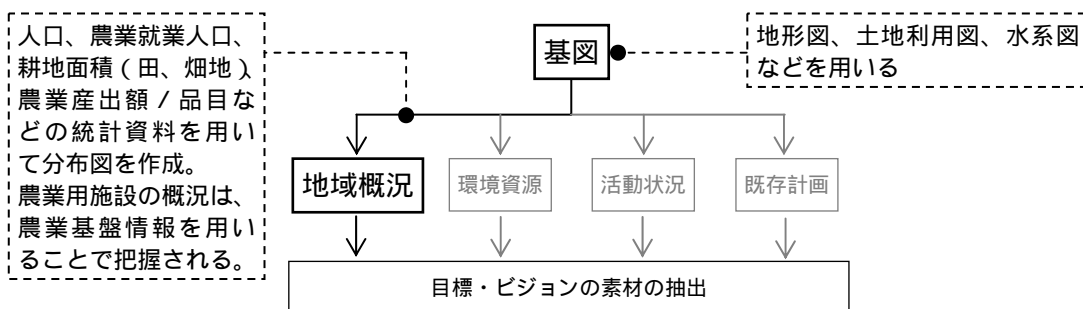 人口、農業就業人口、
耕地面積(田、畑地)、
農業産出額/品目な
どの統計資料を用い
て分布図を作成。
農業用施設の概況は、
農業基盤情報を用い
ることで把握される。
基図
地形図、土地利用図、水系図
などを用いる
地域概況
環境資源
活動状況
既存計画
目標・ビジョンの素材の抽出